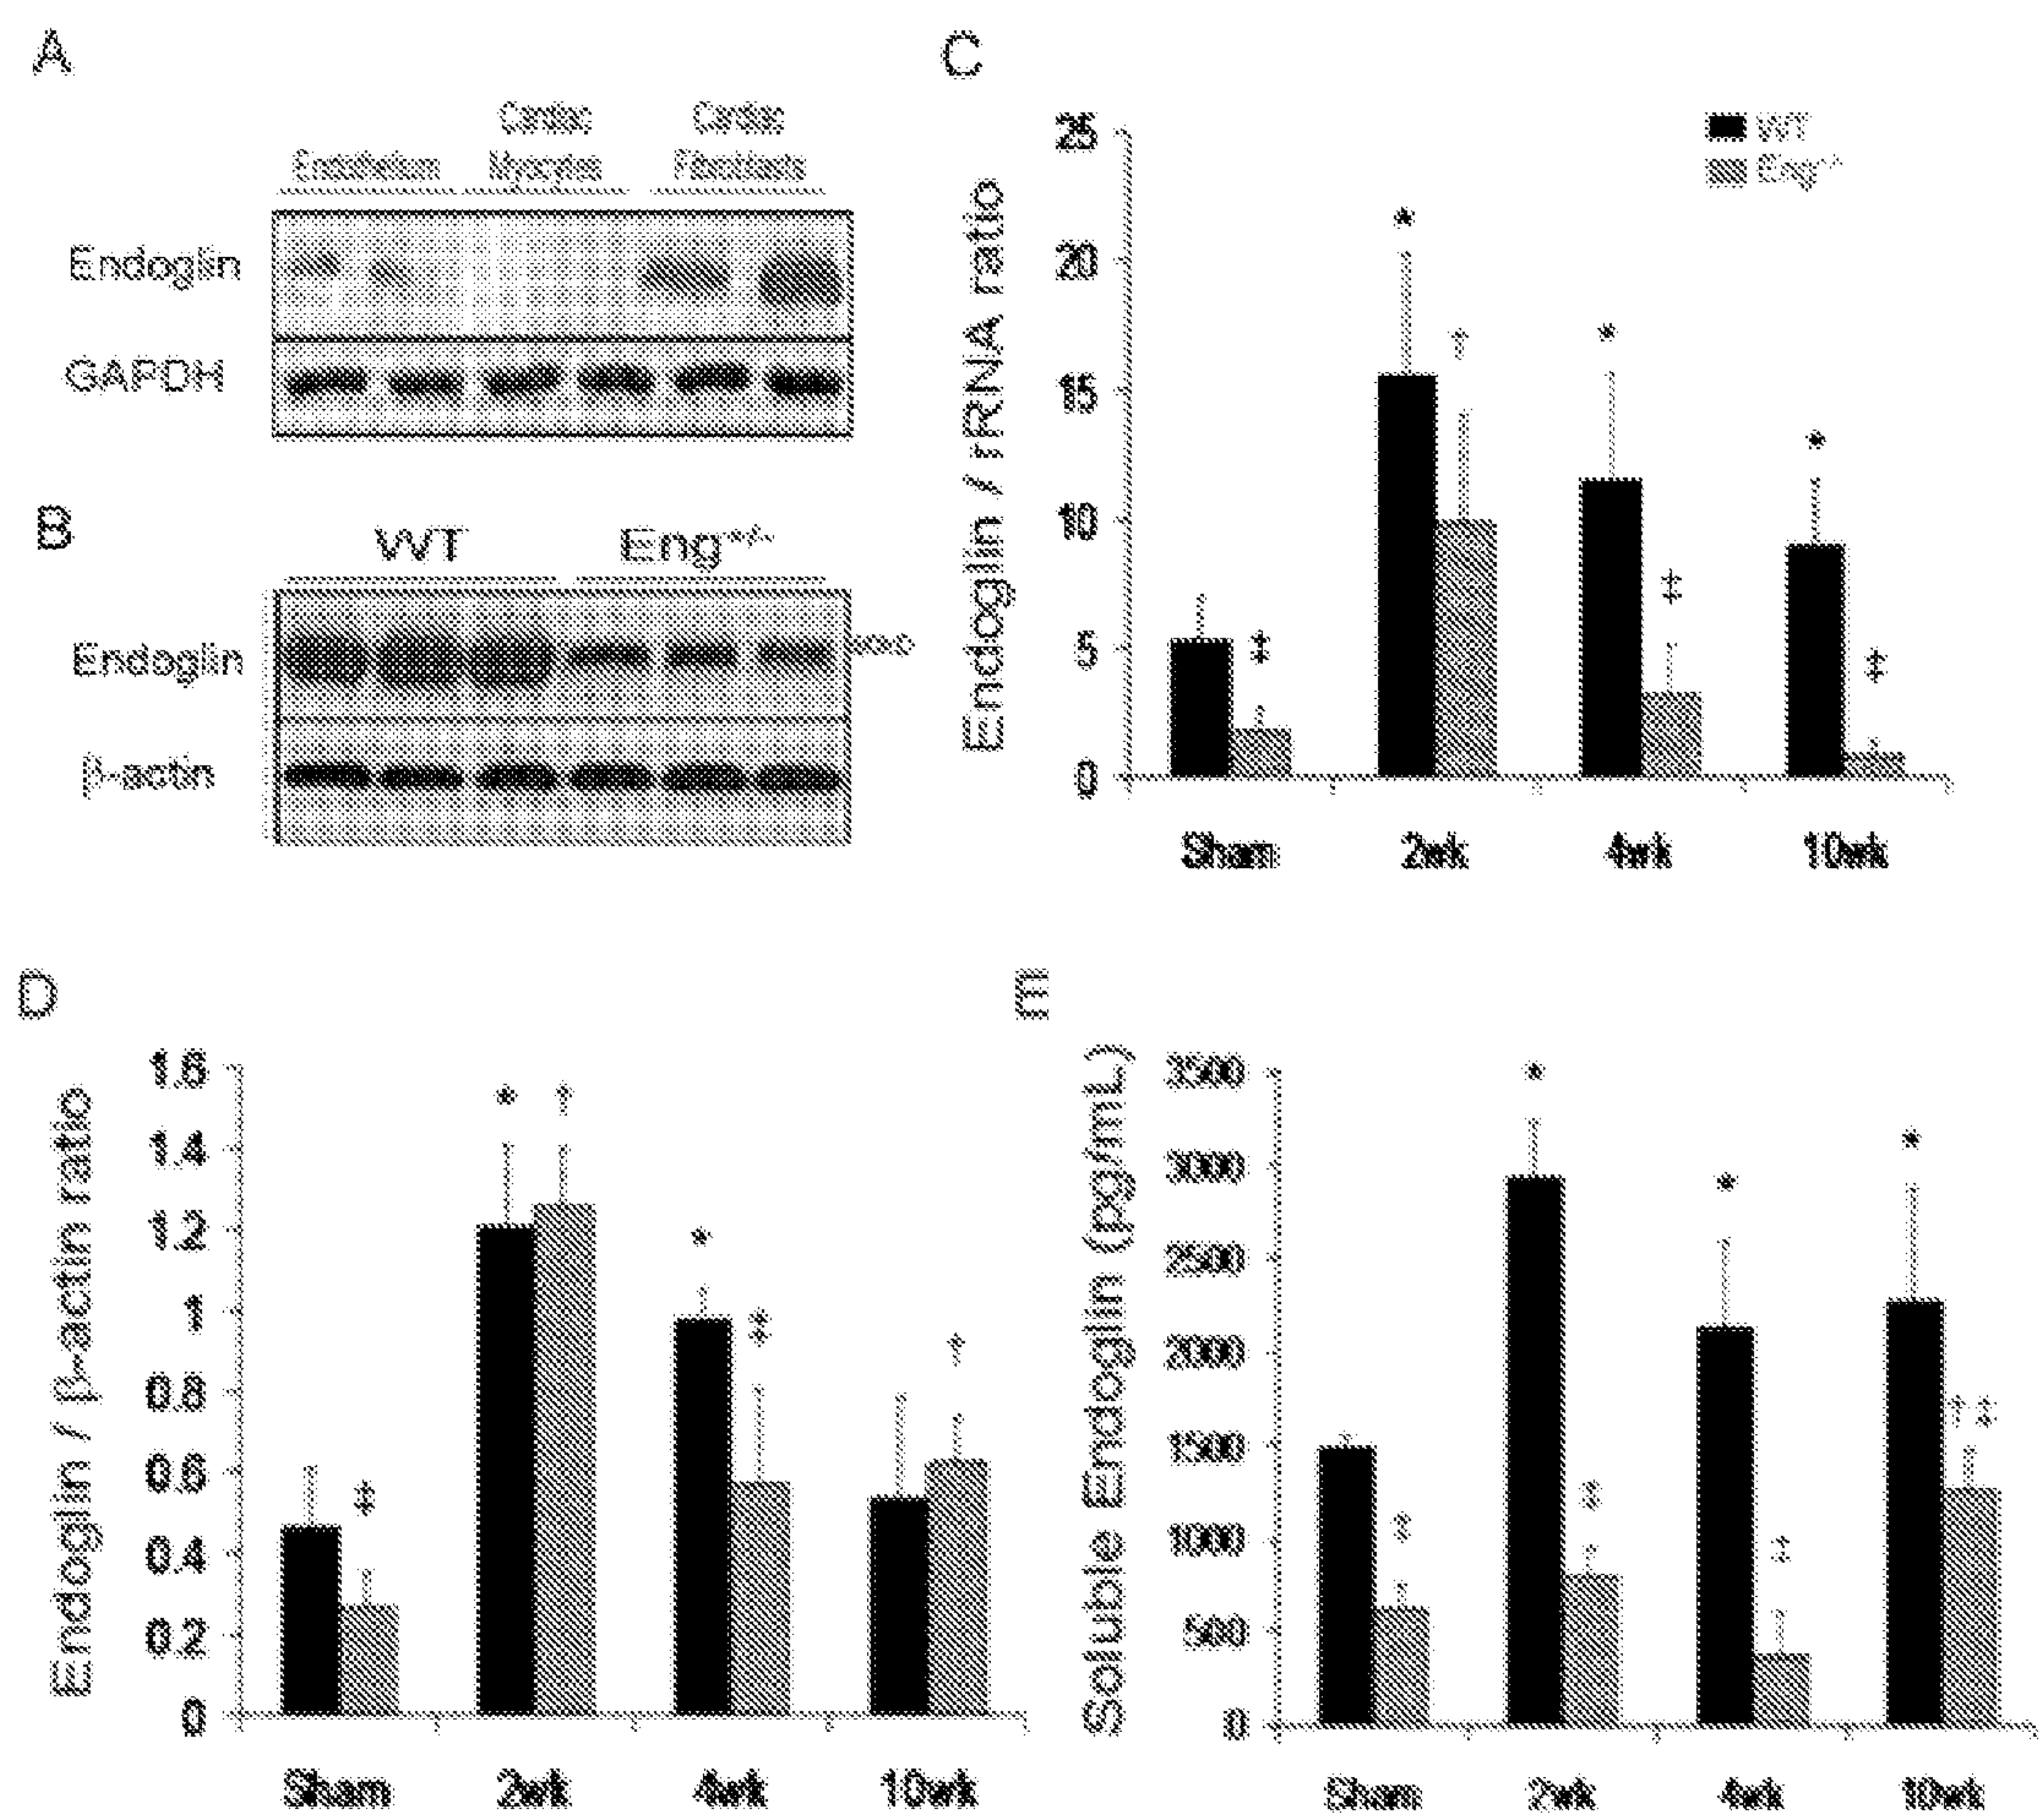 A
Cardiac Cardiac
Endothelium Myocytes Fibroblasts
Endoglin
GAPDH
B
WT Eng+/-
Endoglin
β-actin
C
WT
Eng+/-
Endoglin / rRNA ratio
25
20
15
10
5
0
* † * ‡ * ‡ ‡
Sham 2wk 4wk 10wk
D
Endoglin / β-actin ratio
1.6
1.4
1.2
1
0.8
0.6
0.4
0.2
0
‡ * † * ‡ †
Sham 2wk 4wk 10wk
E
Soluble Endoglin (pg/mL)
3500
3000
2500
2000
1500
1000
500
0
‡ * ‡ * ‡ * †‡
Sham 2wk 4wk 10wk